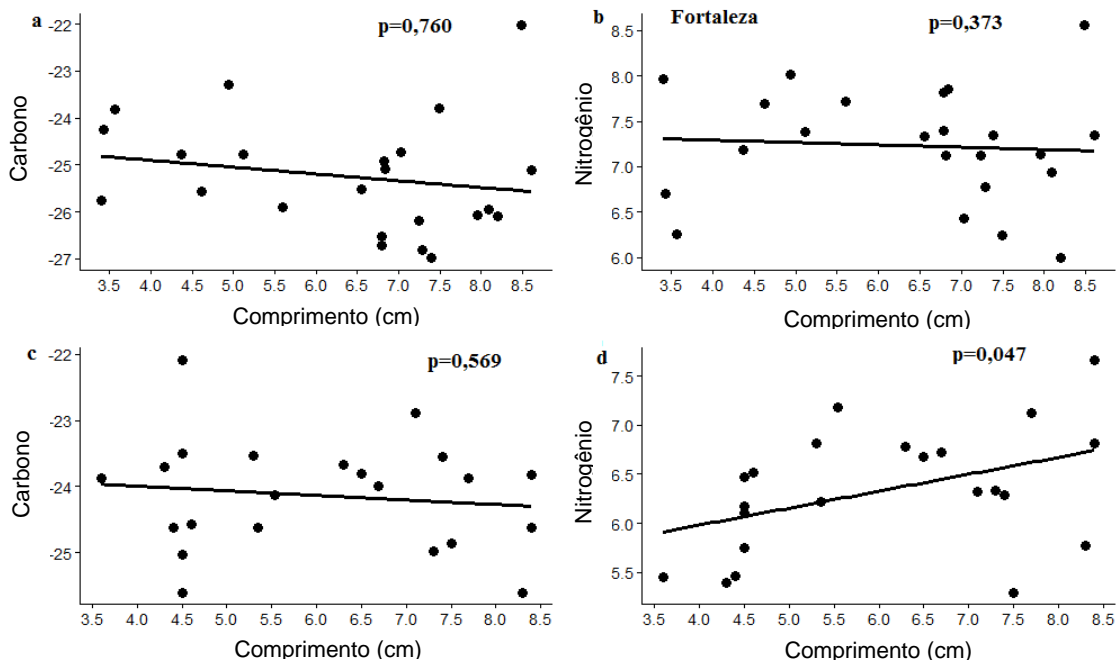 a
p=0,760
-22
-23
-24
-25
-26
-27
Carbono
3.5 4.0 4.5 5.0 5.5 6.0 6.5 7.0 7.5 8.0 8.5
Comprimento (cm)
b Fortaleza p=0,373
8.5
8.0
7.5
7.0
6.5
6.0
Nitrogênio
3.5 4.0 4.5 5.0 5.5 6.0 6.5 7.0 7.5 8.0 8.5
Comprimento (cm)
c
p=0,569
-22
-23
-24
-25
Carbono
3.5 4.0 4.5 5.0 5.5 6.0 6.5 7.0 7.5 8.0 8.5
Comprimento (cm)
d
p=0,047
7.5
7.0
6.5
6.0
5.5
Nitrogênio
3.5 4.0 4.5 5.0 5.5 6.0 6.5 7.0 7.5 8.0 8.5
Comprimento (cm)